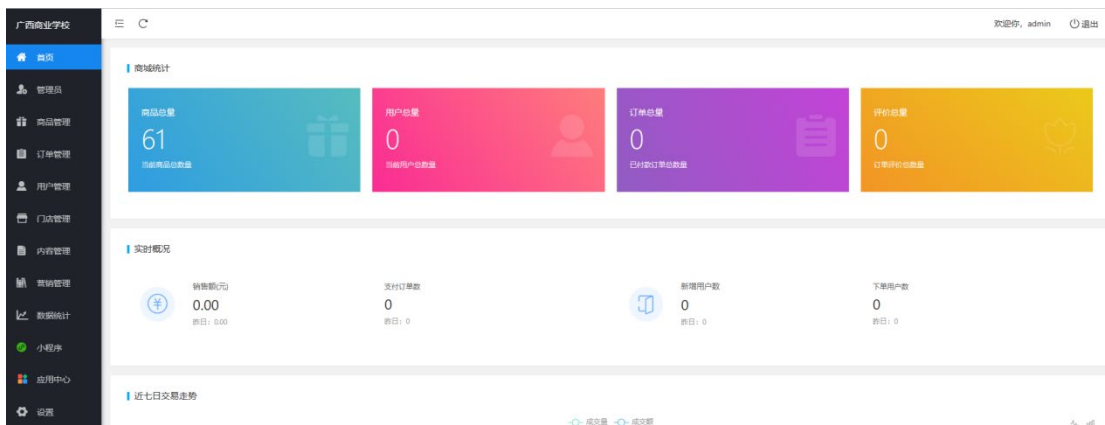 广西商业学校
欢迎你，admin 退出
首页
管理员
商品管理
订单管理
用户管理
门店管理
内容管理
营销管理
数据统计
小程序
应用中心
设置
商城统计
商品总量
61
当前商品总数量
用户总量
0
当前用户总数量
订单总量
0
已付款订单总数量
评价总量
0
订单评价总数量
实时概况
销售额(元)
0.00
昨日：0.00
支付订单数
0
昨日：0
新增用户数
0
昨日：0
下单用户数
0
昨日：0
近七日交易走势
成交量 成交额